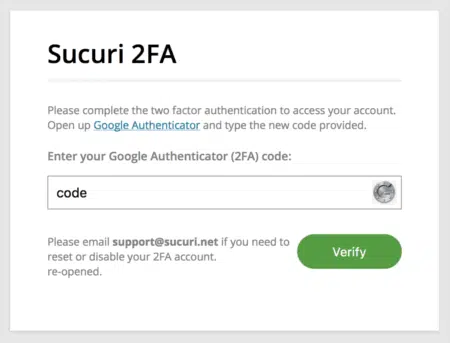 Sucuri 2FA
Please complete the two factor authentication to access your account.
Open up Google Authenticator and type the new code provided.
Enter your Google Authenticator (2FA) code:
code
Please email support@sucuri.net if you need to
reset or disable your 2FA account.
re-opened.
Verify